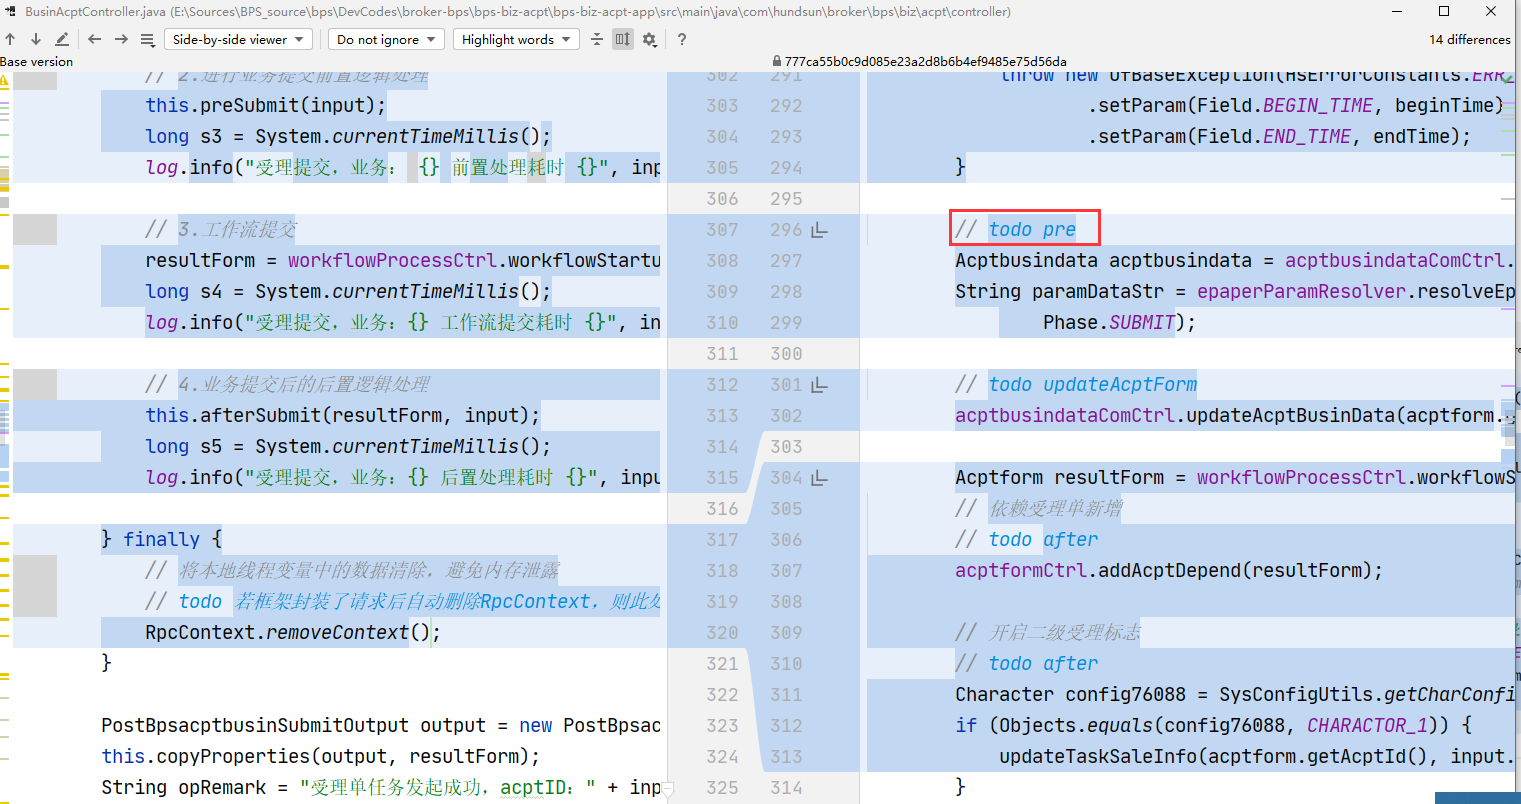 BusinAcptController.java (E:\Sources\BPS_source\bps\DevCodes\broker-bps\bps-biz-acpt\bps-biz-acpt-app\src\main\java\com\hundsun\broker\bps\biz\acpt\controller)
Side-by-side viewer Do not ignore Highlight words ? 14 differences
Base version 777ca55b0c9d085e23a2d8b6b4ef9485e75d56da
// 2.进行业务提交前置逻辑处理
this.preSubmit(input);
long s3 = System.currentTimeMillis();
log.info("受理提交，业务： {} 前置处理耗时 {}", inp
// 3.工作流提交
resultForm = workflowProcessCtrl.workflowStartu
long s4 = System.currentTimeMillis();
log.info("受理提交，业务：{} 工作流提交耗时 {}", in
// 4.业务提交后的后置逻辑处理
this.afterSubmit(resultForm, input);
long s5 = System.currentTimeMillis();
log.info("受理提交，业务：{} 后置处理耗时 {}", inpu
} finally {
// 将本地线程变量中的数据清除，避免内存泄露
// todo 若框架封装了请求后自动删除RpcContext，则此处
RpcContext.removeContext();
}
PostBpsacptbusinSubmitOutput output = new PostBpsac
this.copyProperties(output, resultForm);
String opRemark = "受理单任务发起成功，acptID：" + inp
302 291
303 292
304 293
305 294
306 295
307 296
308 297
309 298
310 299
311 300
312 301
313 302
314 303
315 304
316 305
317 306
318 307
319 308
320 309
321 310
322 311
323 312
324 313
325 314
throw new UfBaseException(HsErrorConstants.ERR_
.setParam(Field.BEGIN_TIME, beginTime)
.setParam(Field.END_TIME, endTime);
}
// todo pre
Acptbusindata acptbusindata = acptbusindataComCtrl.
String paramDataStr = epaperParamResolver.resolveEp
Phase.SUBMIT);
// todo updateAcptForm
acptbusindataComCtrl.updateAcptBusinData(acptform.
Acptform resultForm = workflowProcessCtrl.workflowS
// 依赖受理单新增
// todo after
acptformCtrl.addAcptDepend(resultForm);
// 开启二级受理标志
// todo after
Character config76088 = SysConfigUtils.getCharConfi
if (Objects.equals(config76088, CHARACTOR_1)) {
updateTaskSaleInfo(acptform.getAcptId(), input.
}